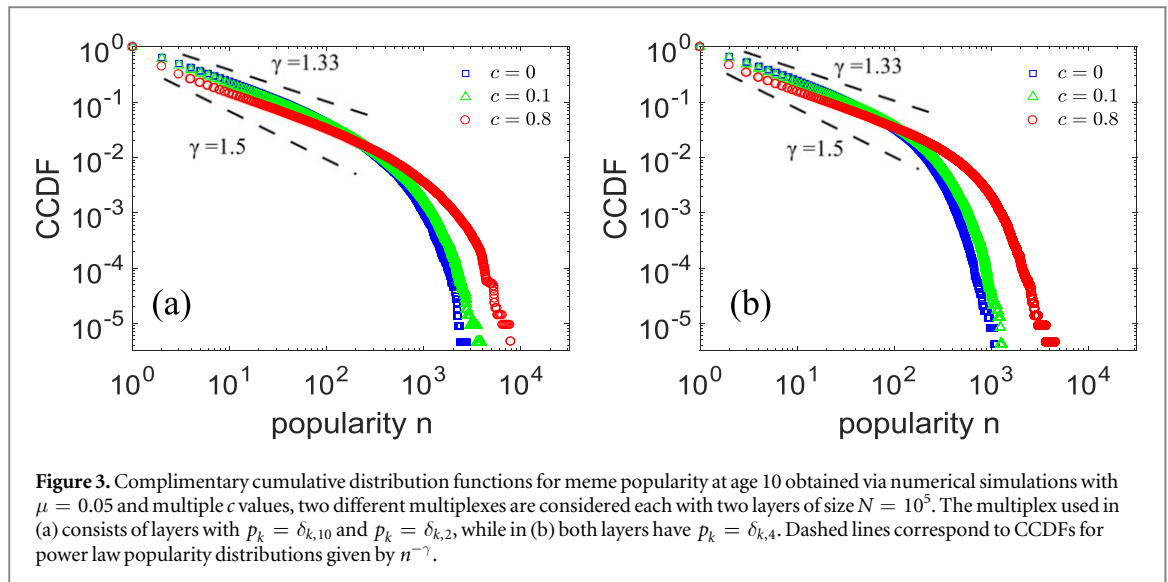 10^0
10^-1
10^-2
10^-3
10^-4
10^-5
CCDF
γ =1.33
γ =1.5
c = 0
c = 0.1
c = 0.8
(a)
10^0 10^1 10^2 10^3 10^4
popularity n
10^0
10^-1
10^-2
10^-3
10^-4
10^-5
CCDF
γ =1.33
γ =1.5
c = 0
c = 0.1
c = 0.8
(b)
10^0 10^1 10^2 10^3 10^4
popularity n
Figure 3. Complimentary cumulative distribution functions for meme popularity at age 10 obtained via numerical simulations with
μ = 0.05 and multiple c values, two different multiplexes are considered each with two layers of size N = 10^5. The multiplex used in
(a) consists of layers with p_k = δ_{k,10} and p_k = δ_{k,2}, while in (b) both layers have p_k = δ_{k,4}. Dashed lines correspond to CCDFs for
power law popularity distributions given by n^{-γ}.